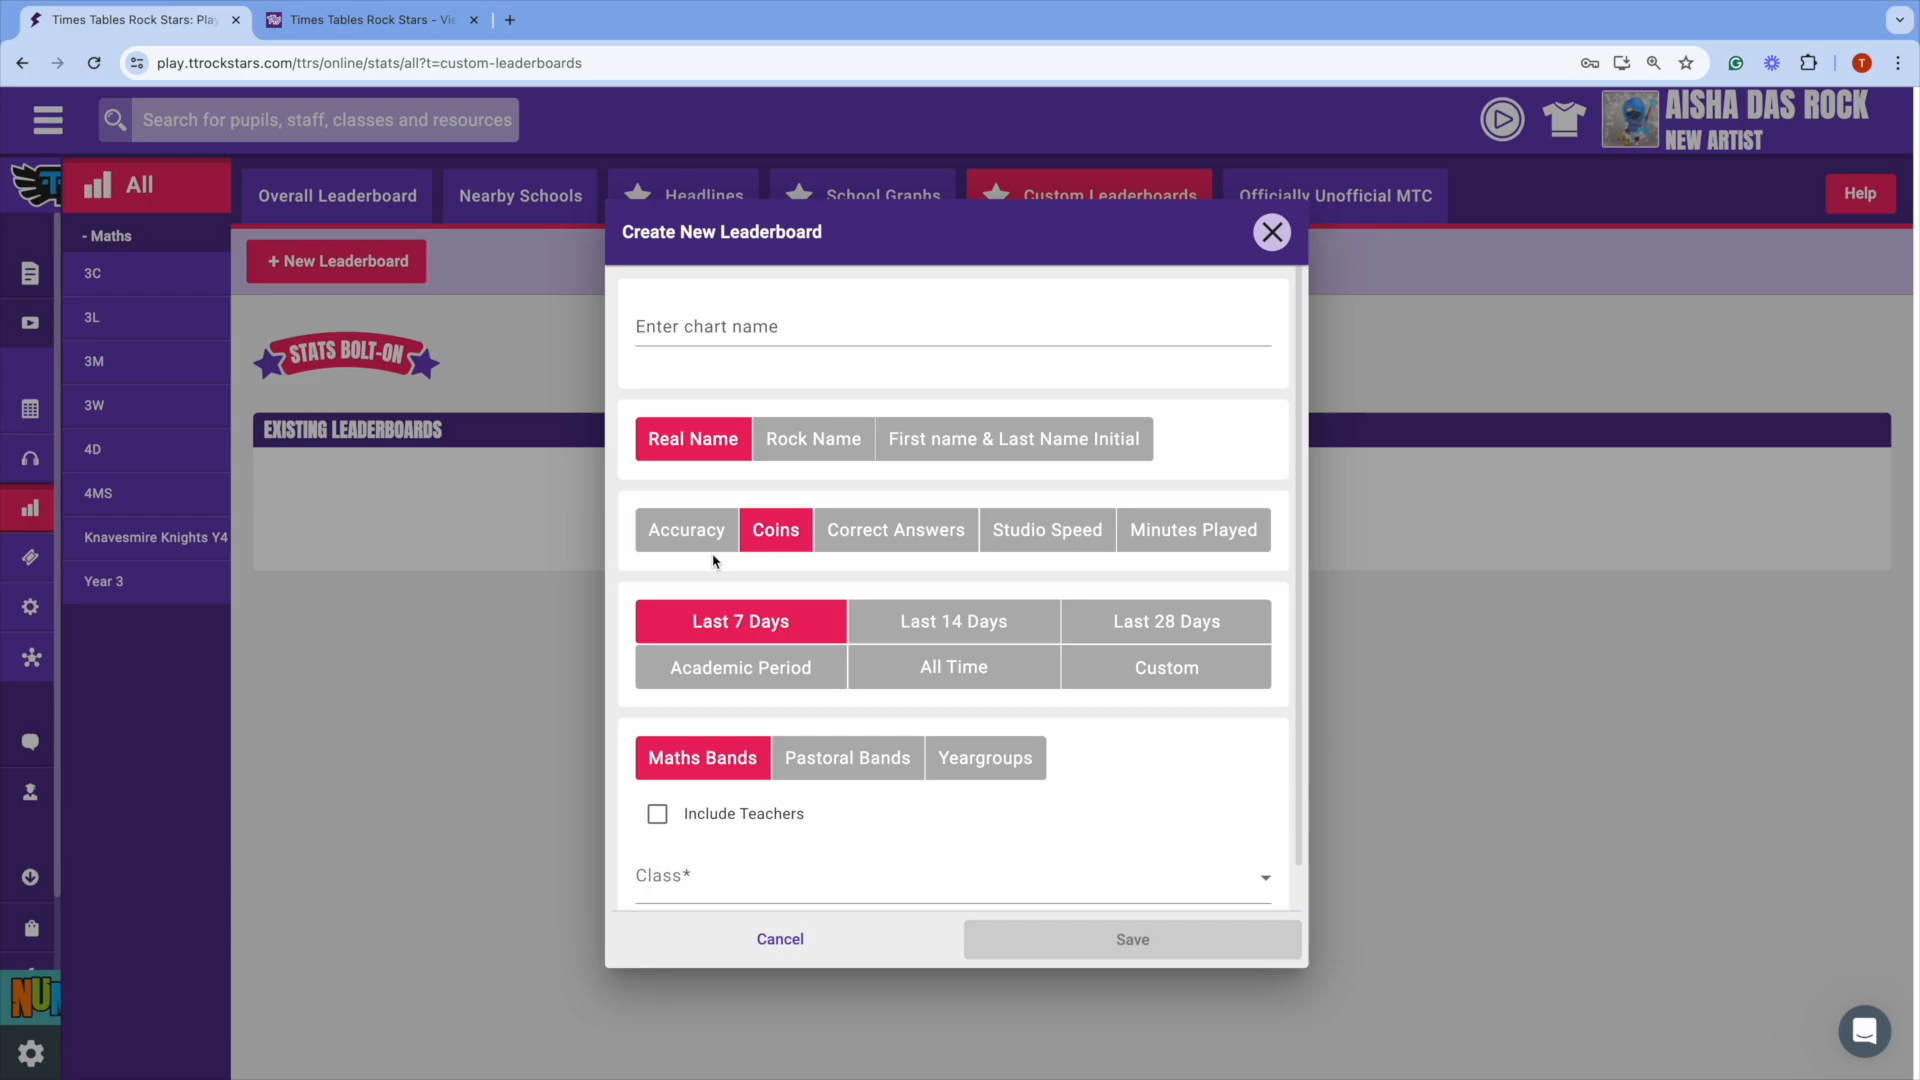 Times Tables Rock Stars: Play
Times Tables Rock Stars - Vie
play.ttrockstars.com/ttrs/online/stats/all?t=custom-leaderboards
T
Search for pupils, staff, classes and resources
AISHA DAS ROCK
NEW ARTIST
All
Overall Leaderboard
Nearby Schools
Headlines
School Graphs
Custom Leaderboards
Officially Unofficial MTC
Help
- Maths
3C
3L
3M
3W
4D
4MS
Knavesmire Knights Y4
Year 3
+ New Leaderboard
STATS BOLT-ON
EXISTING LEADERBOARDS
Create New Leaderboard
Enter chart name
Real Name
Rock Name
First name & Last Name Initial
Accuracy
Coins
Correct Answers
Studio Speed
Minutes Played
Last 7 Days
Last 14 Days
Last 28 Days
Academic Period
All Time
Custom
Maths Bands
Pastoral Bands
Yeargroups
Include Teachers
Class*
Cancel
Save